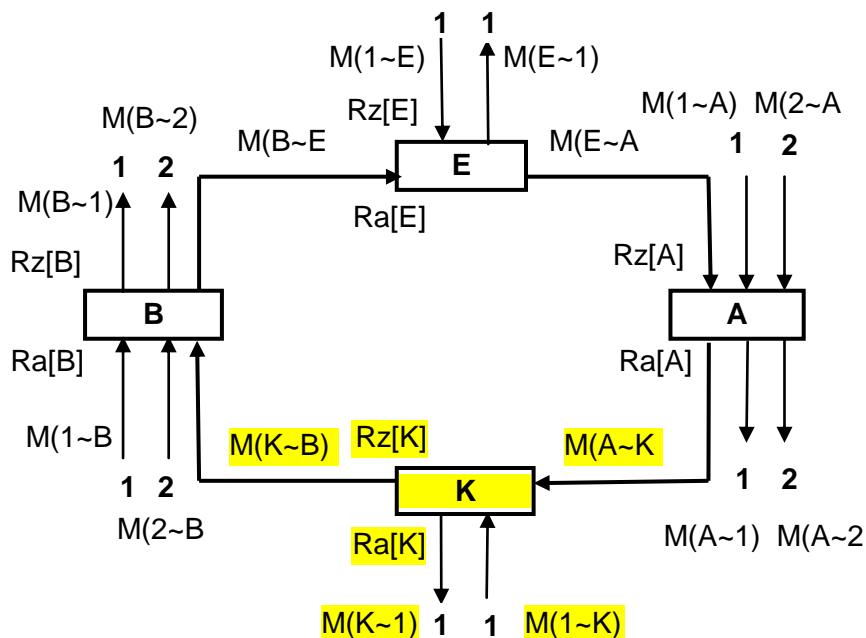 1 1
M(1~E) M(E~1)
M(B~2)
Rz[E]
M(1~A) M(2~A
M(B~E
M(E~A
1 2
1 2
E
M(B~1)
Ra[E]
Rz[B]
Rz[A]
B
A
Ra[B]
Ra[A]
M(1~B
M(K~B) Rz[K] M(A~K
1 2
K
1 2
M(2~B
M(A~1) M(A~2
Ra[K]
M(K~1) 1 1 M(1~K)